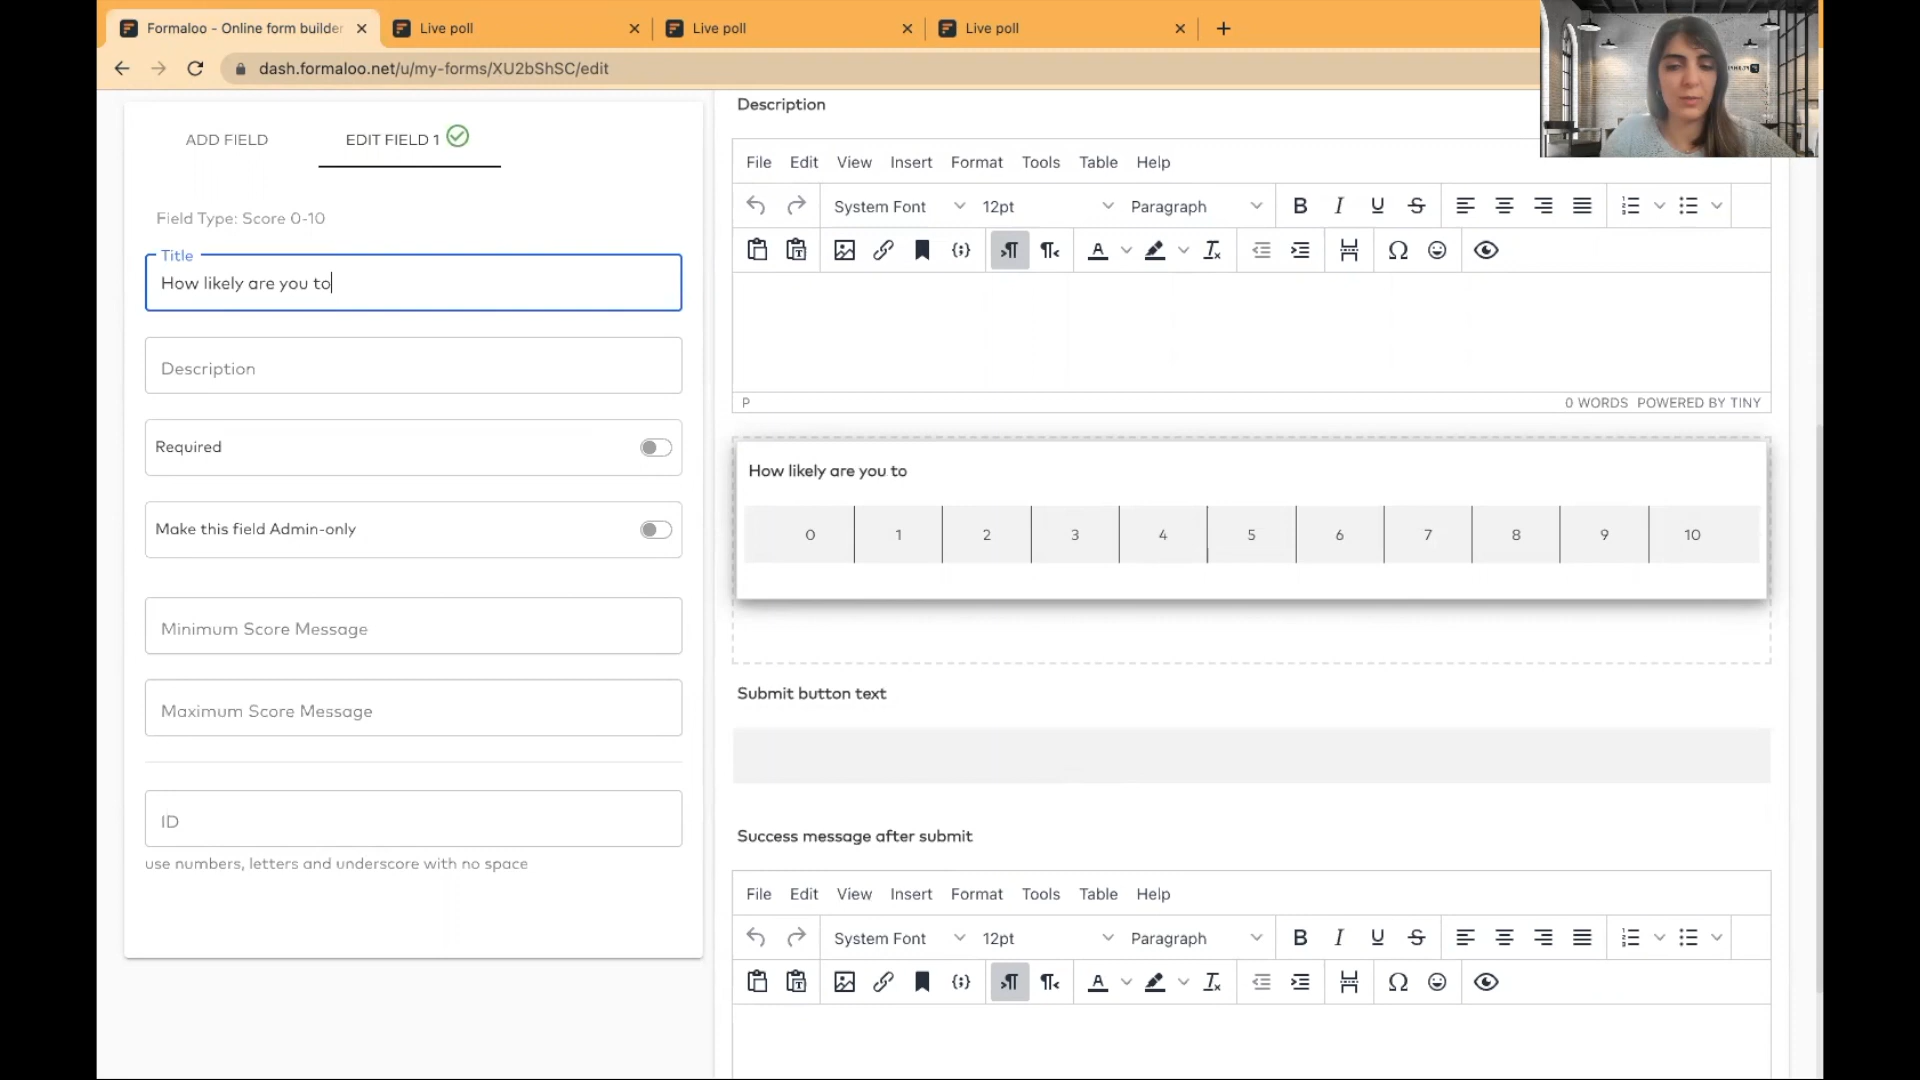 Formaloo - Online form builder
Live poll
Live poll
Live poll
dash.formaloo.net/u/my-forms/XU2bShSC/edit
ADD FIELD
EDIT FIELD 1
Field Type: Score 0-10
Title
How likely are you to
Description
Required
Make this field Admin-only
Minimum Score Message
Maximum Score Message
ID
use numbers, letters and underscore with no space
Description
File Edit View Insert Format Tools Table Help
System Font 12pt Paragraph
P
0 WORDS POWERED BY TINY
How likely are you to
0 1 2 3 4 5 6 7 8 9 10
Submit button text
Success message after submit
File Edit View Insert Format Tools Table Help
System Font 12pt Paragraph